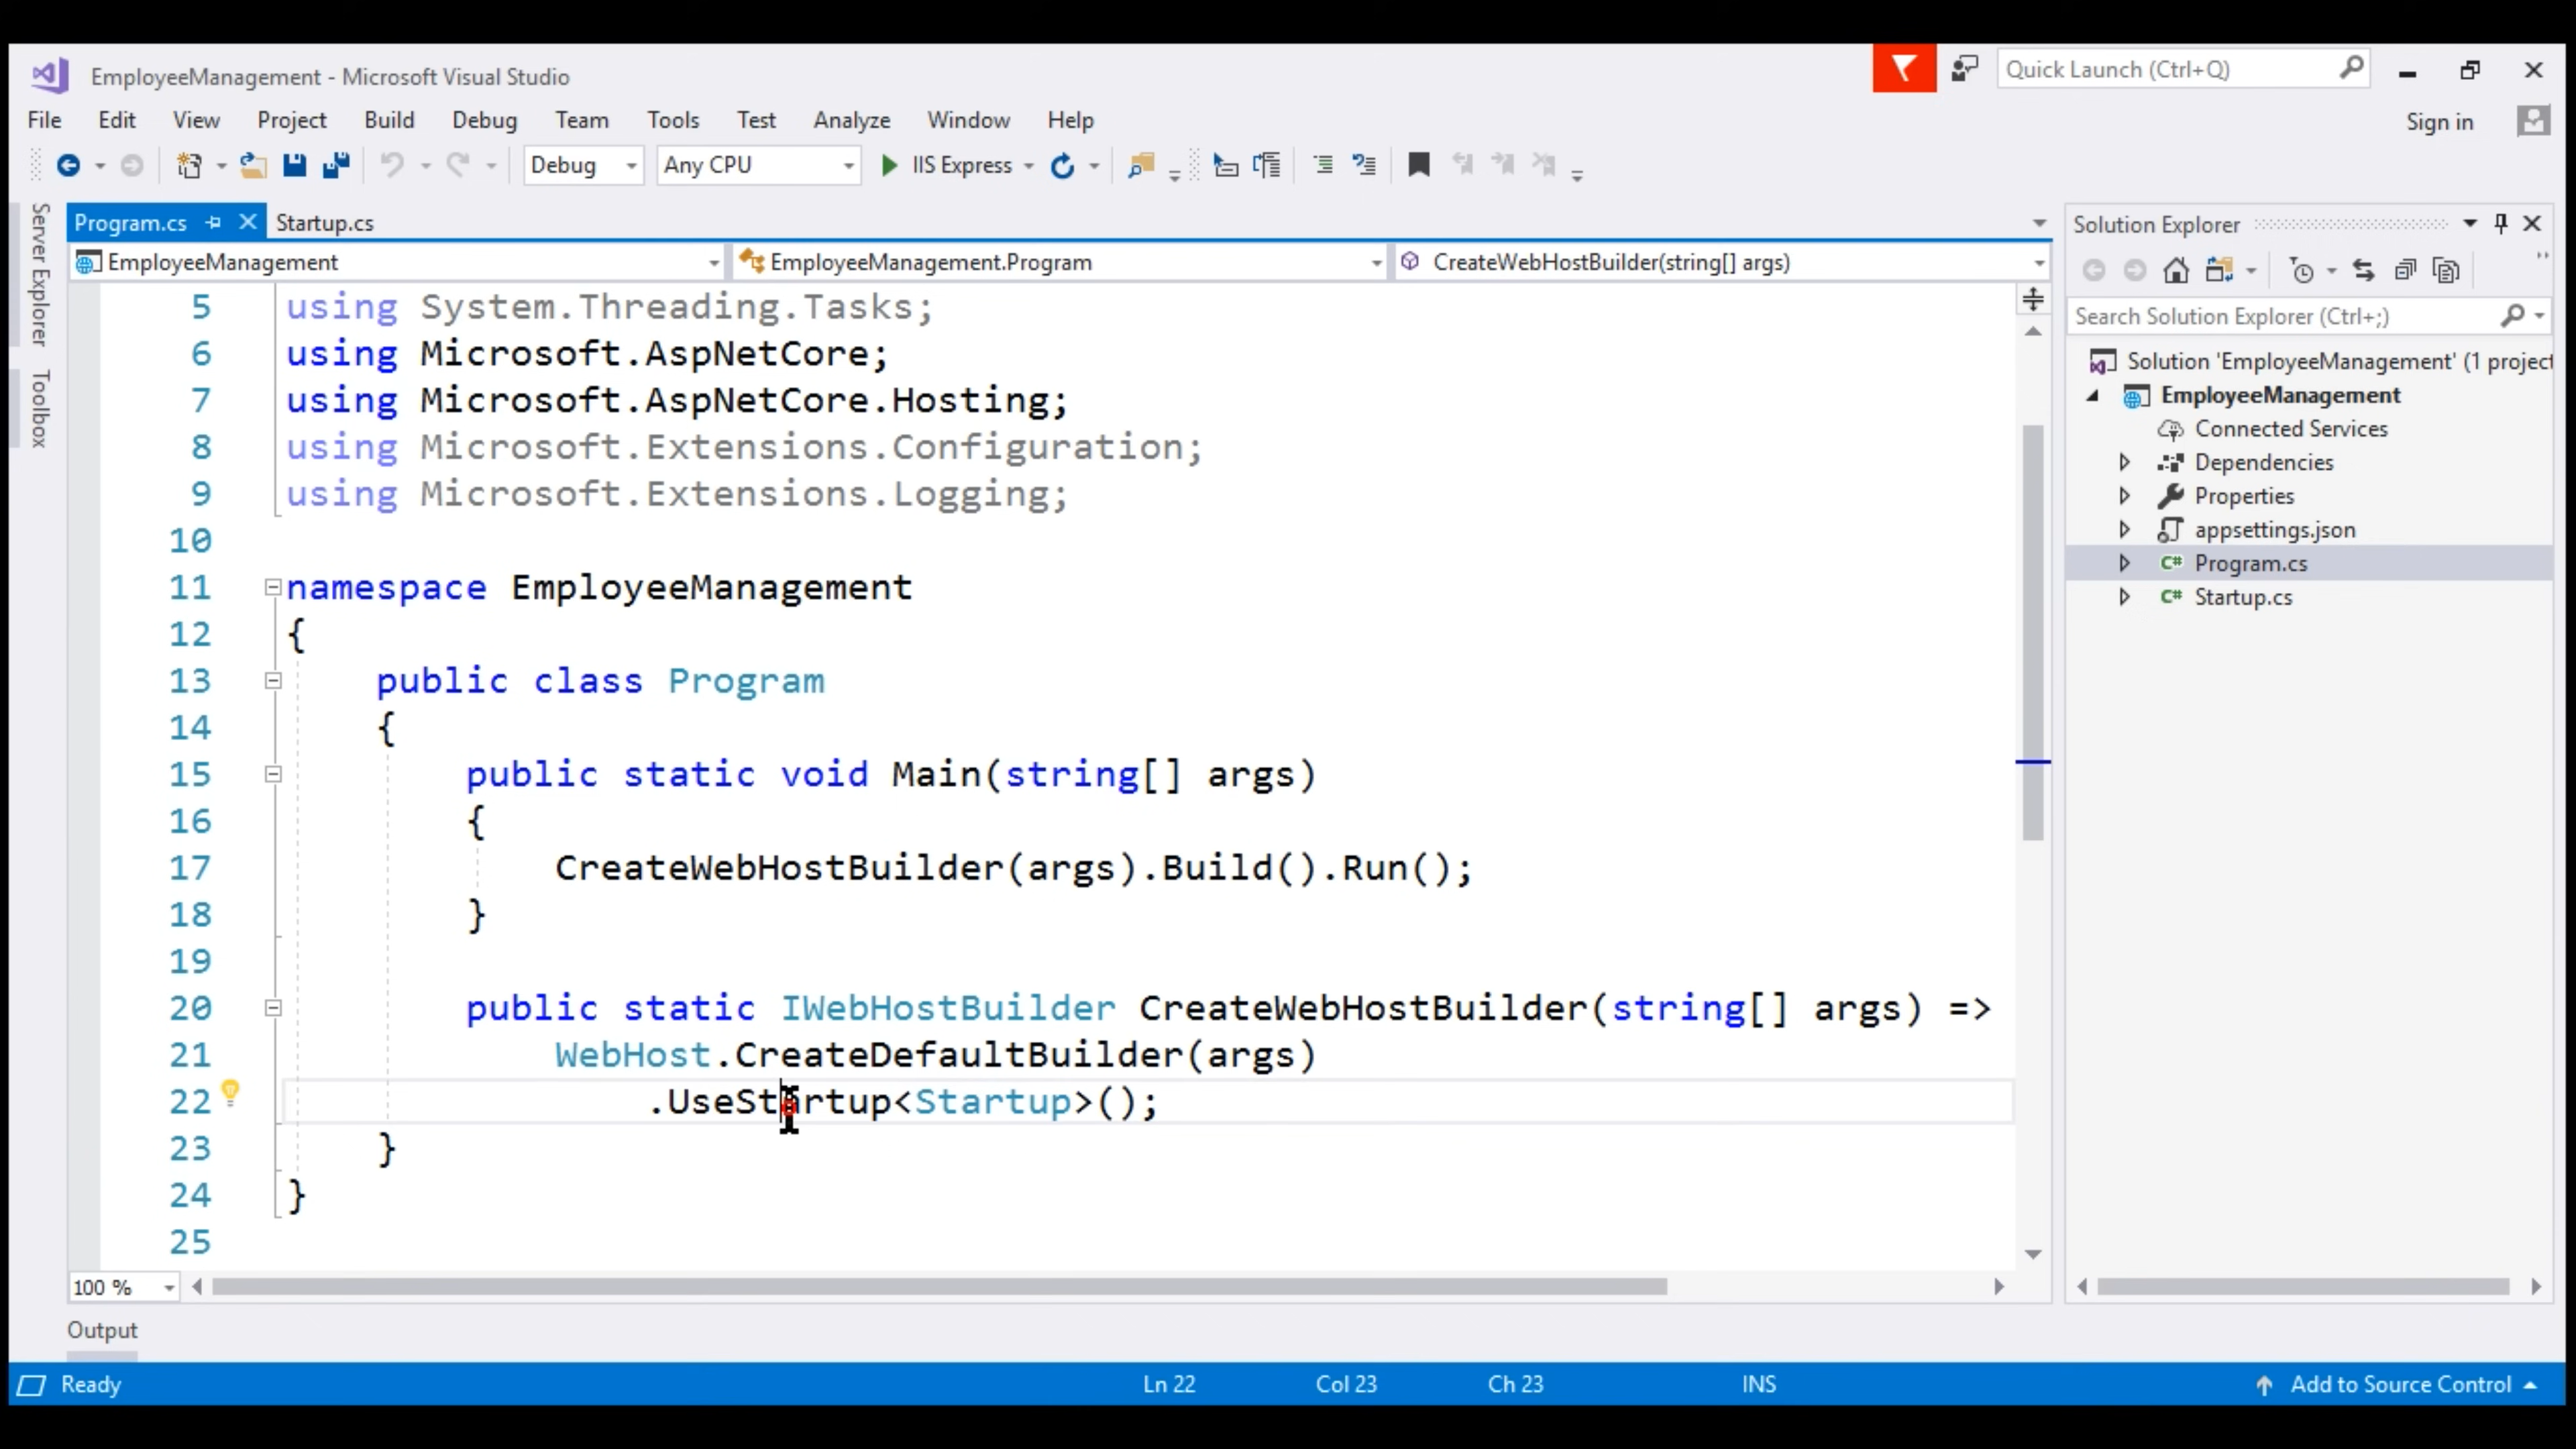 EmployeeManagement - Microsoft Visual Studio
Quick Launch (Ctrl+Q)
File Edit View Project Build Debug Team Tools Test Analyze Window Help
Sign in
Debug Any CPU IIS Express
Server Explorer
Toolbox
Program.cs Startup.cs
EmployeeManagement EmployeeManagement.Program CreateWebHostBuilder(string[] args)
5 using System.Threading.Tasks;
6 using Microsoft.AspNetCore;
7 using Microsoft.AspNetCore.Hosting;
8 using Microsoft.Extensions.Configuration;
9 using Microsoft.Extensions.Logging;
10
11 namespace EmployeeManagement
12 {
13 public class Program
14 {
15 public static void Main(string[] args)
16 {
17 CreateWebHostBuilder(args).Build().Run();
18 }
19
20 public static IWebHostBuilder CreateWebHostBuilder(string[] args) =>
21 WebHost.CreateDefaultBuilder(args)
22 .UseStartup<Startup>();
23 }
24 }
25
100 %
Output
Solution Explorer
Search Solution Explorer (Ctrl+;)
Solution 'EmployeeManagement' (1 project
EmployeeManagement
Connected Services
Dependencies
Properties
appsettings.json
C# Program.cs
C# Startup.cs
Ready Ln 22 Col 23 Ch 23 INS Add to Source Control